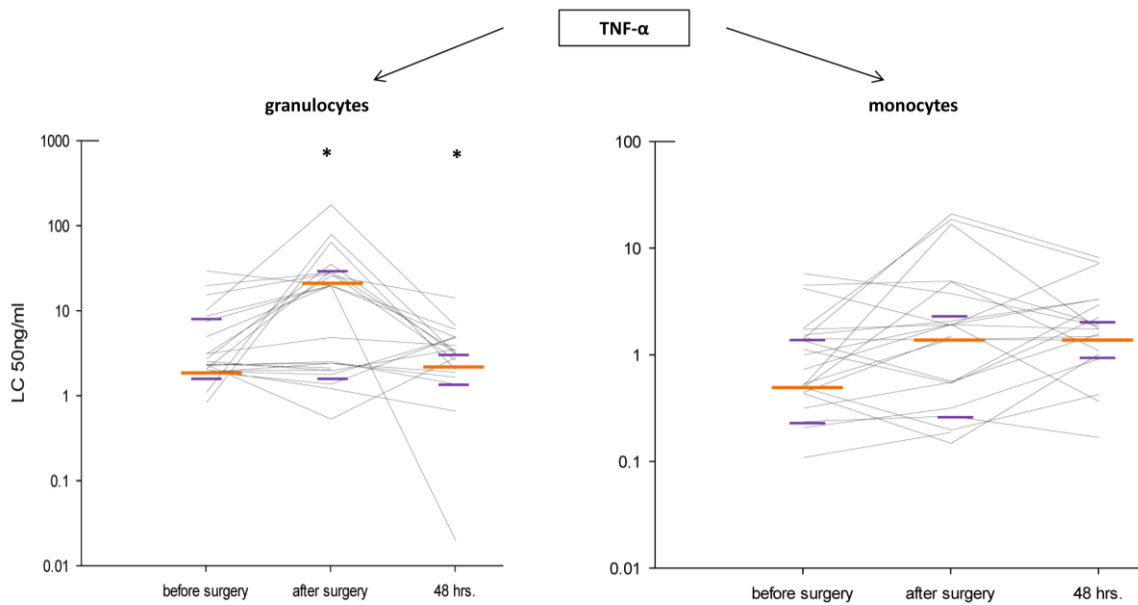 TNF-α
granulocytes
monocytes
*
*
LC 50ng/ml
1000
100
10
1
0.1
0.01
before surgery
after surgery
48 hrs.
100
10
1
0.1
0.01
before surgery
after surgery
48 hrs.